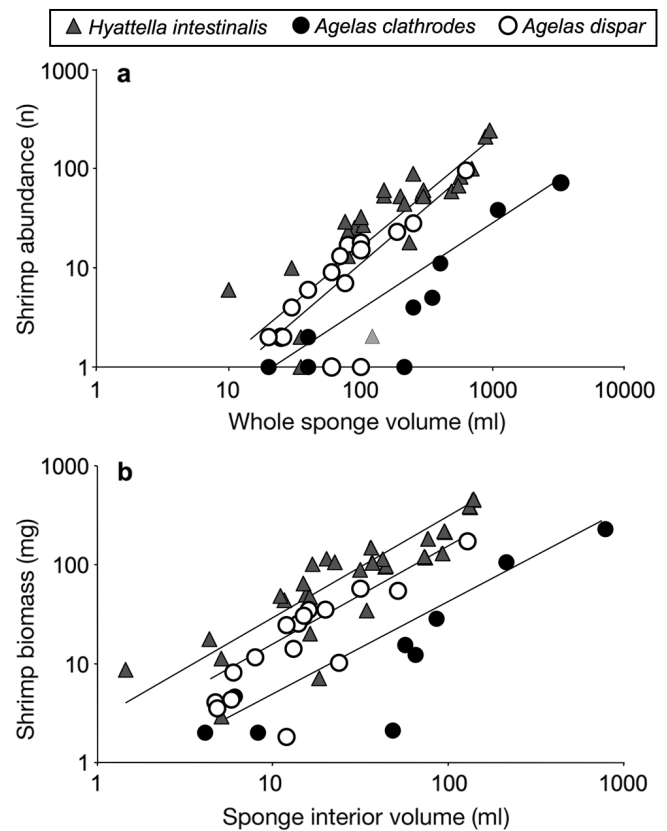 Hyattella intestinalis Agelas clathrodes Agelas dispar
a
Shrimp abundance (n)
1000
100
10
1
1 10 100 1000 10000
Whole sponge volume (ml)
b
Shrimp biomass (mg)
1000
100
10
1
1 10 100 1000
Sponge interior volume (ml)